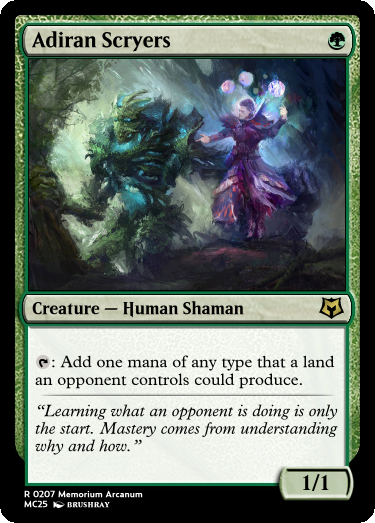 Adiran Scryers
Creature — Human Shaman
: Add one mana of any type that a land
an opponent controls could produce.
“Learning what an opponent is doing is only
the start. Mastery comes from understanding
why and how.”
1/1
R 0207 Memorium Arcanum
MC25 BRUSHRAY